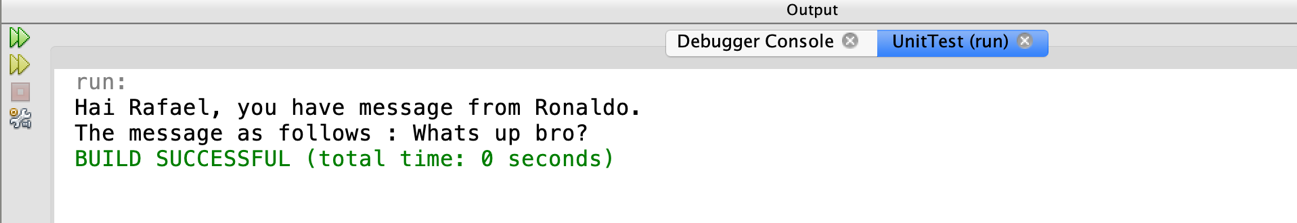 Output
Debugger Console
UnitTest (run)
run:
Hai Rafael, you have message from Ronaldo.
The message as follows : Whats up bro?
BUILD SUCCESSFUL (total time: 0 seconds)